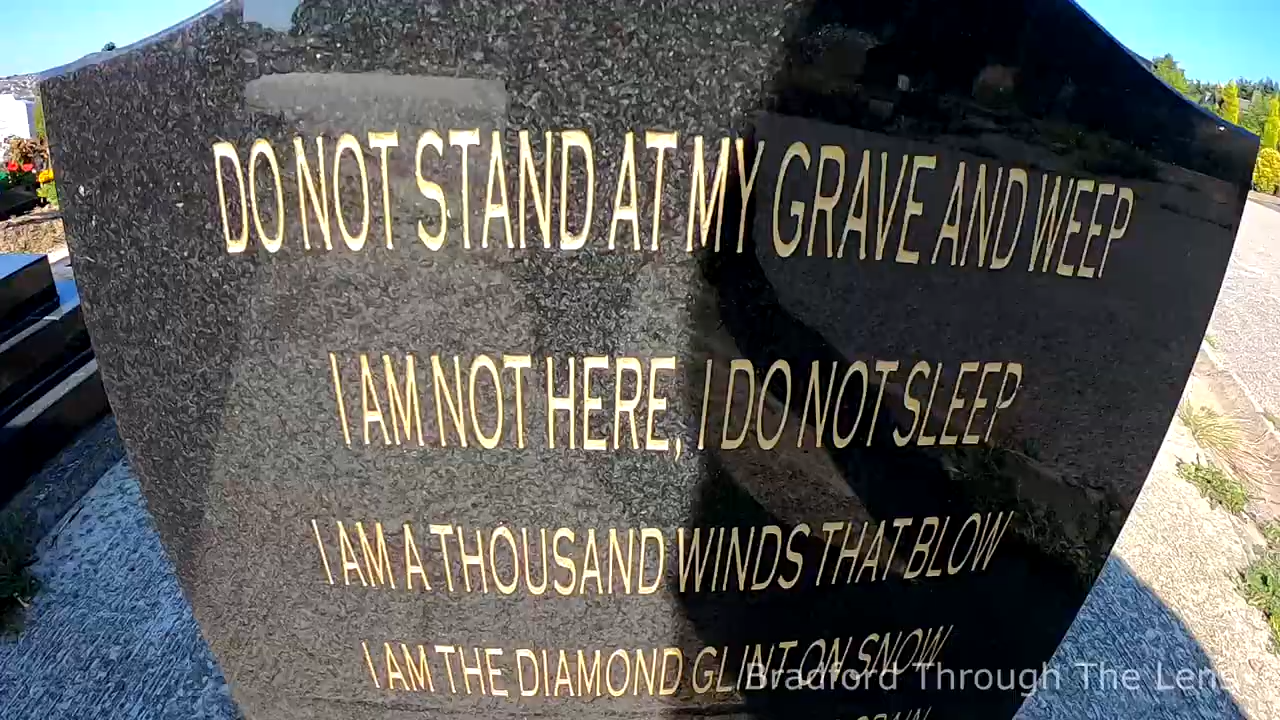 DO NOT STAND AT MY GRAVE AND WEEP
I AM NOT HERE, I DO NOT SLEEP
I AM A THOUSAND WINDS THAT BLOW
I AM THE DIAMOND GLINT ON SNOW
Bradford Through The Lens